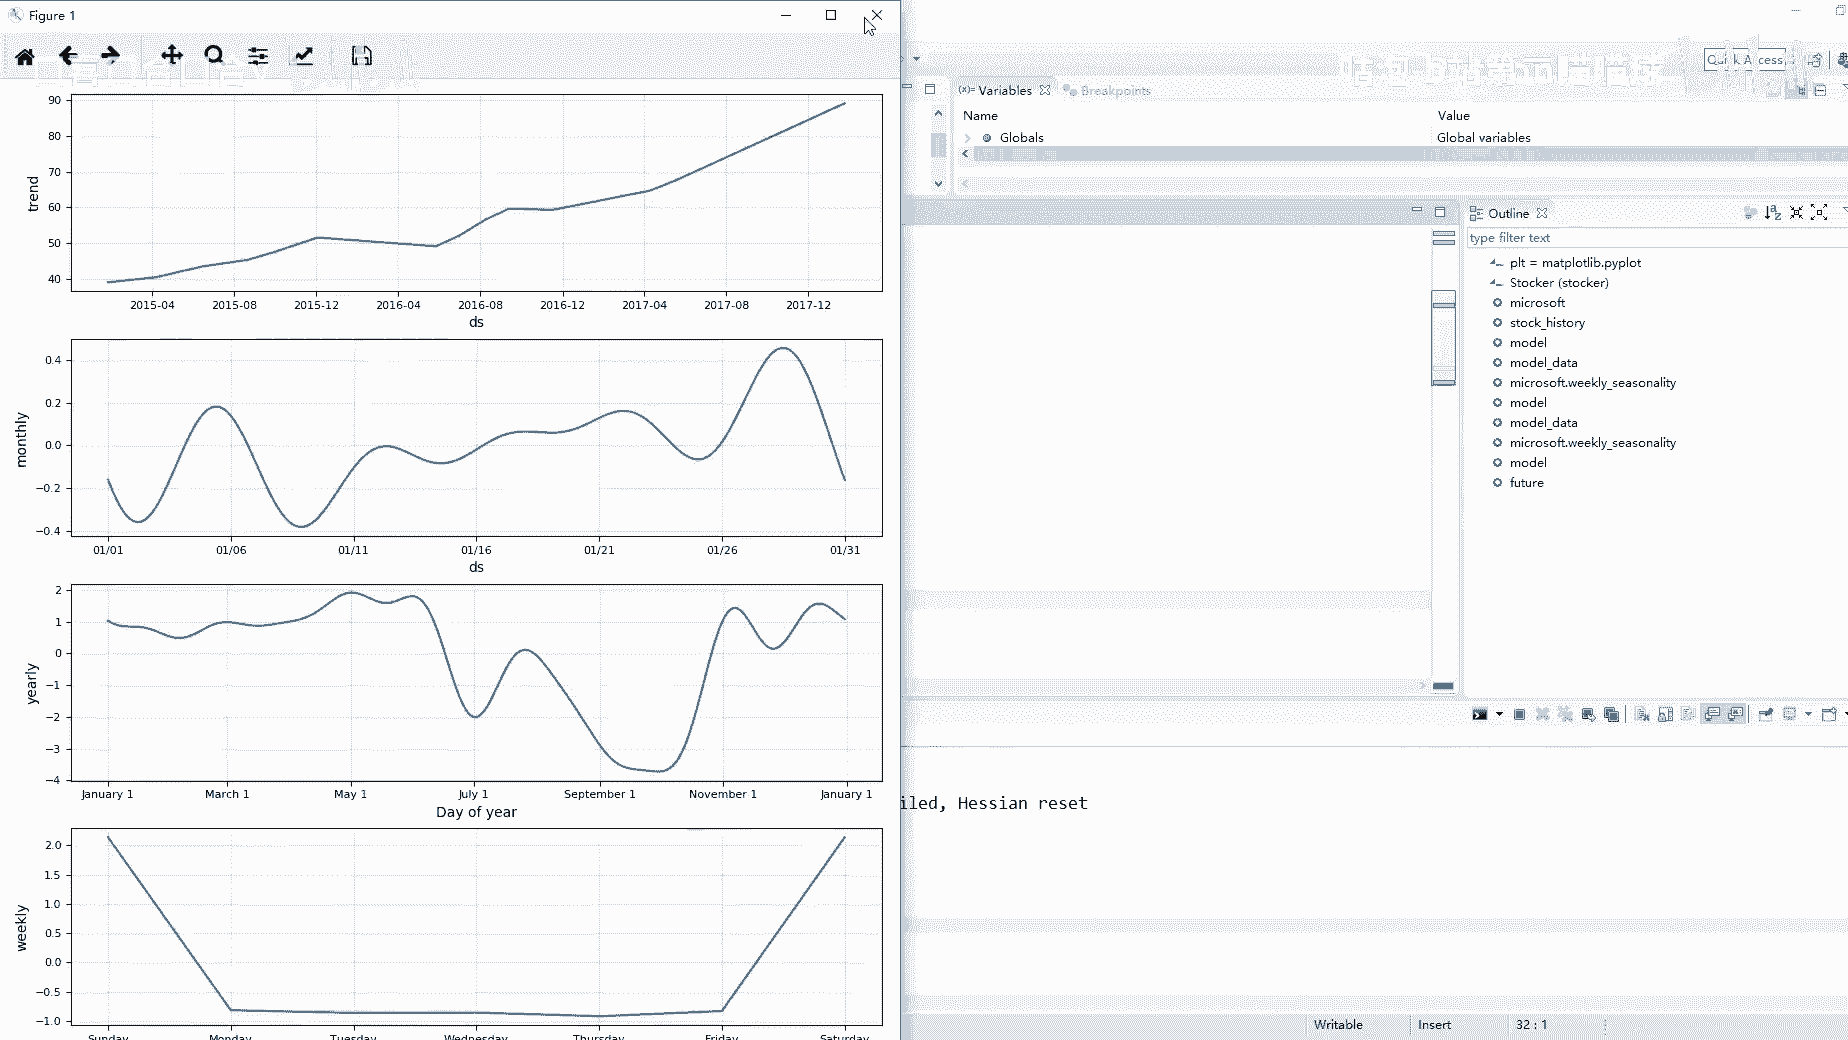 Figure 1
90
80
70
60
50
40
trend
2015-04 2015-08 2015-12 2016-04 2016-08 2016-12 2017-04 2017-08 2017-12
ds
0.4
0.2
0.0
−0.2
−0.4
monthly
01/01 01/06 01/11 01/16 01/21 01/26 01/31
ds
2
1
0
−1
−2
−3
−4
yearly
January 1 March 1 May 1 July 1 September 1 November 1 January 1
Day of year
2.0
1.5
1.0
0.5
0.0
−0.5
−1.0
weekly
Sunday Monday Tuesday Wednesday Thursday Friday Saturday
Quick Access
(x)= Variables Breakpoints
Name Value
Globals Global variables
Outline
type filter text
plt = matplotlib.pyplot
Stocker (stocker)
microsoft
stock_history
model
model_data
microsoft.weekly_seasonality
model
model_data
microsoft.weekly_seasonality
model
future
iled, Hessian reset
Writable Insert 32 : 1